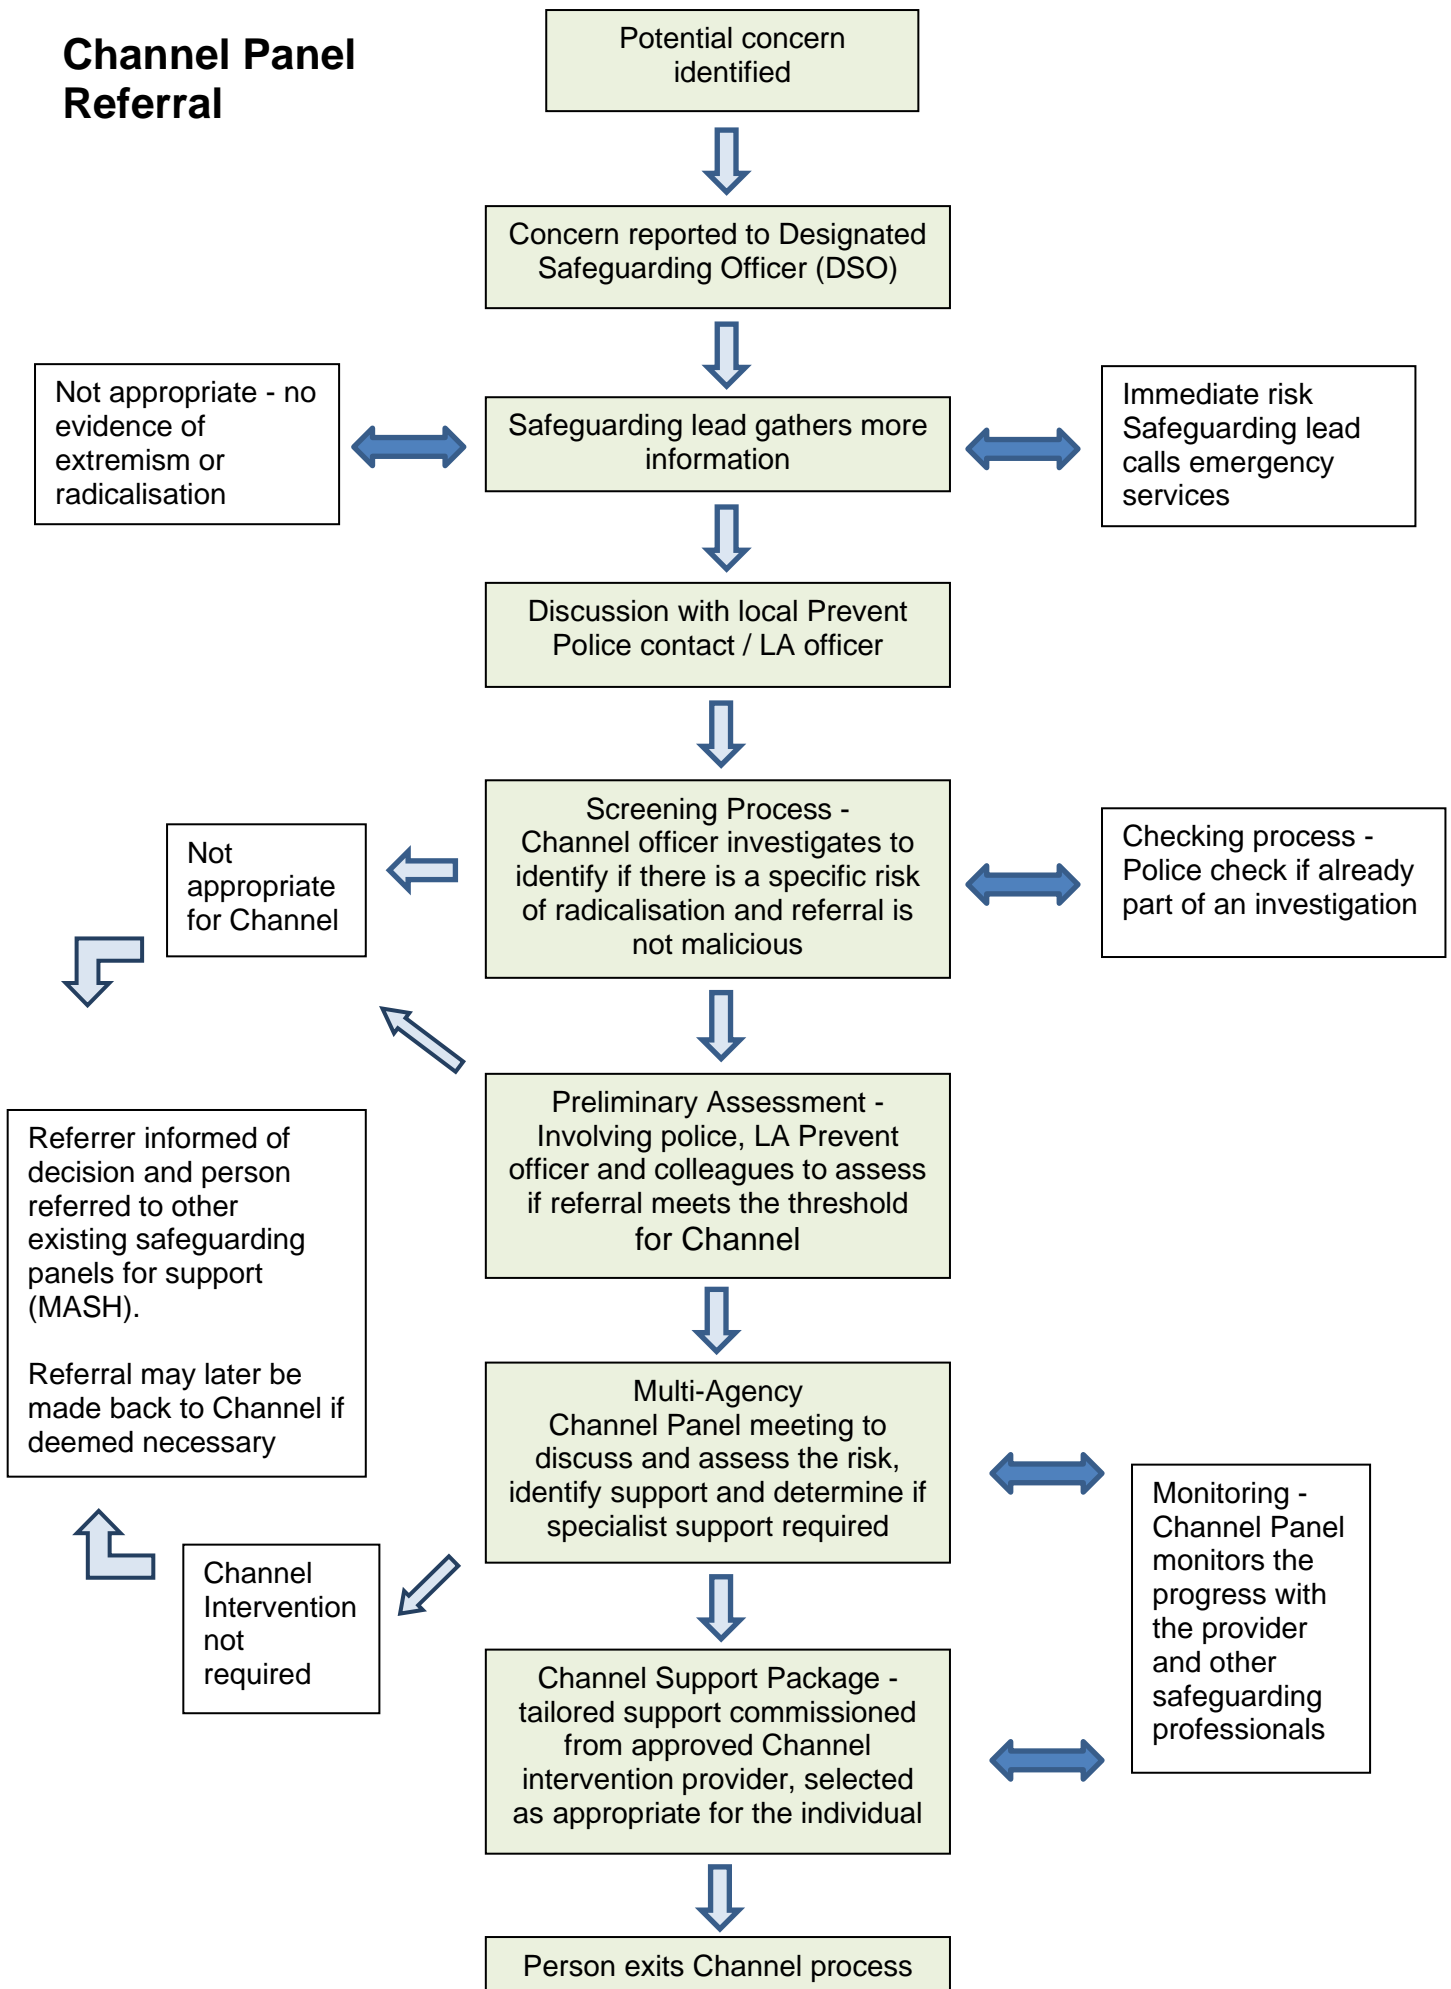 Channel Panel
Referral
Potential concern
identified
Concern reported to Designated
Safeguarding Officer (DSO)
Not appropriate - no
evidence of
extremism or
radicalisation
Safeguarding lead gathers more
information
Immediate risk
Safeguarding lead
calls emergency
services
Discussion with local Prevent
Police contact / LA officer
Not
appropriate
for Channel
Screening Process -
Channel officer investigates to
identify if there is a specific risk
of radicalisation and referral is
not malicious
Checking process -
Police check if already
part of an investigation
Preliminary Assessment -
Involving police, LA Prevent
officer and colleagues to assess
if referral meets the threshold
for Channel
Referrer informed of
decision and person
referred to other
existing safeguarding
panels for support
(MASH).
Referral may later be
made back to Channel if
deemed necessary
Multi-Agency
Channel Panel meeting to
discuss and assess the risk,
identify support and determine if
specialist support required
Monitoring -
Channel Panel
monitors the
progress with
the provider
and other
safeguarding
professionals
Channel
Intervention
not
required
Channel Support Package -
tailored support commissioned
from approved Channel
intervention provider, selected
as appropriate for the individual
Person exits Channel process